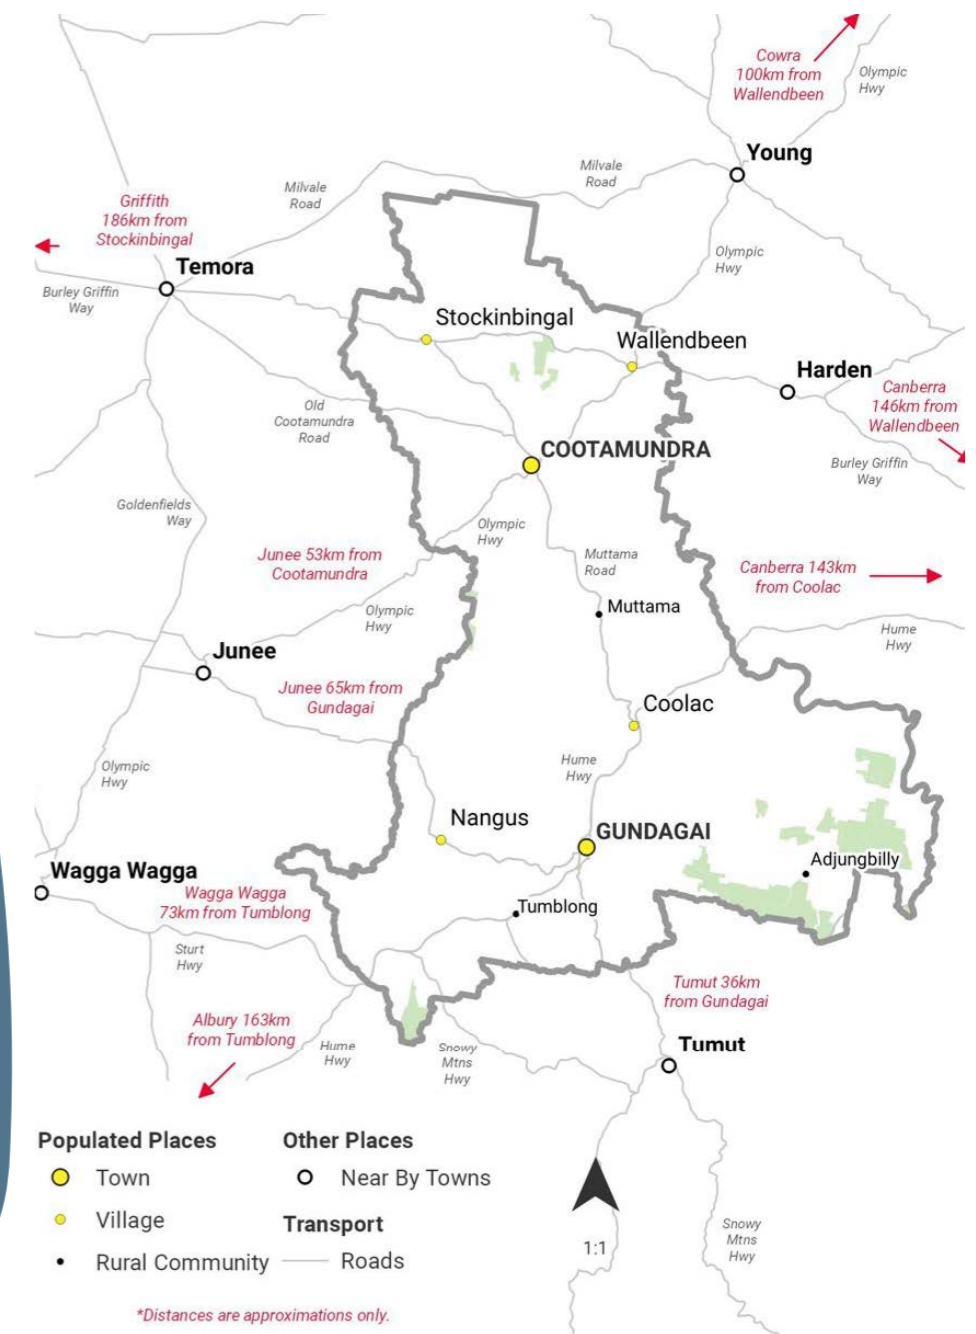 Cowra
100km from
Wallendbeen
Olympic
Hwy
Young
Milvale
Road
Milvale
Road
Griffith
186km from
Stockinbingal
Olympic
Hwy
Temora
Burley Griffin
Way
Stockinbingal
Wallendbeen
Harden
Canberra
146km from
Wallendbeen
Old
Cootamundra
Road
COOTAMUNDRA
Burley Griffin
Way
Goldenfields
Way
Olympic
Hwy
Junee 53km from
Cootamundra
Muttama
Road
Canberra 143km
from Coolac
Olympic
Hwy
Muttama
Hume
Hwy
Junee
Junee 65km from
Gundagai
Coolac
Olympic
Hwy
Hume
Hwy
Nangus
GUNDAGAI
Adjungbilly
Wagga Wagga
Wagga Wagga
73km from Tumblong
Tumblong
Sturt
Hwy
Tumut 36km
from Gundagai
Albury 163km
from Tumblong
Hume
Hwy
Snowy
Mtns
Hwy
Tumut
Populated Places
Town
Village
Rural Community
Other Places
Near By Towns
Transport
Roads
1:1
Snowy
Mtns
Hwy
*Distances are approximations only.